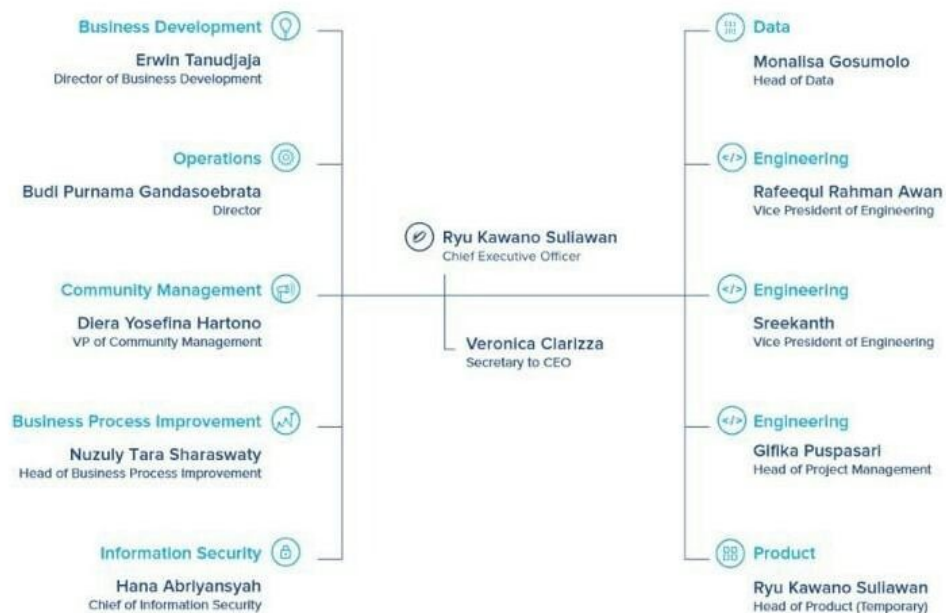 Business Development
Erwin Tanudjaja
Director of Business Development
Operations
Budi Purnama Gandasoebrata
Director
Community Management
Diera Yosefina Hartono
VP of Community Management
Business Process Improvement
Nuzuly Tara Sharaswaty
Head of Business Process Improvement
Information Security
Hana Abriyansyah
Chief of Information Security
Ryu Kawano Suliawan
Chief Executive Officer
Veronica Clarizza
Secretary to CEO
Data
Monalisa Gosumolo
Head of Data
</> Engineering
Rafeequl Rahman Awan
Vice President of Engineering
</> Engineering
Sreekanth
Vice President of Engineering
</> Engineering
Gifika Puspasari
Head of Project Management
Product
Ryu Kawano Suliawan
Head of Product (Temporary)